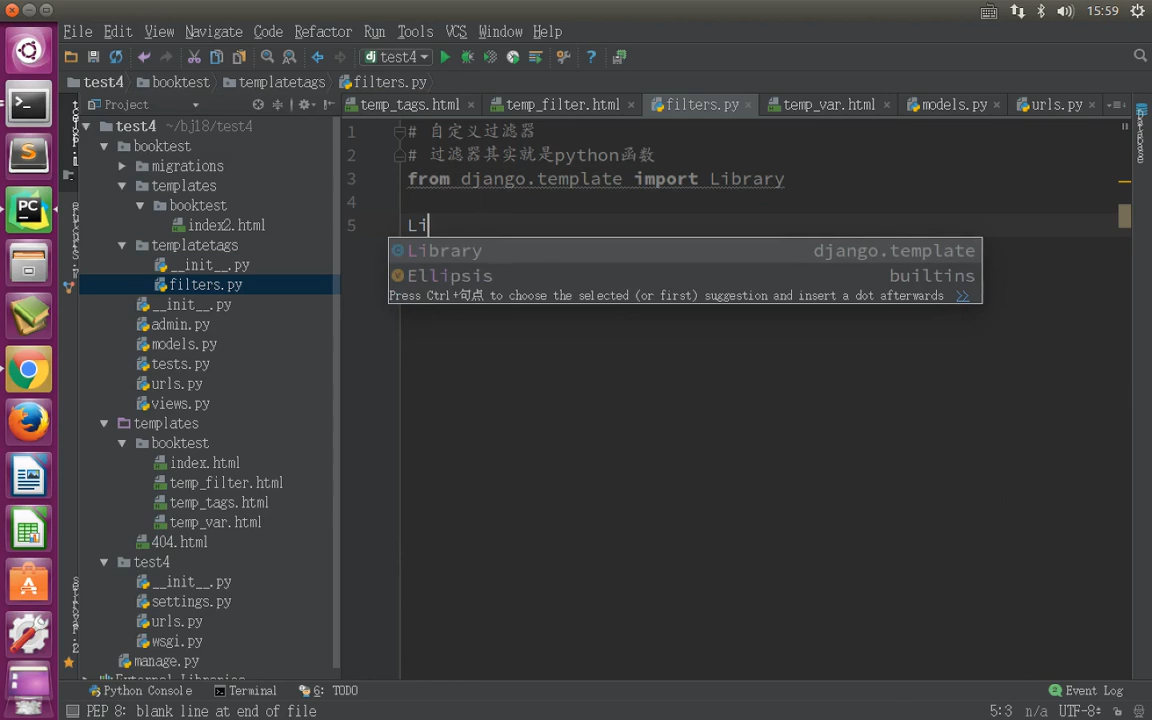 15:59
File Edit View Navigate Code Refactor Run Tools VCS Window Help
test4
test4 booktest templatetags filters.py
Project
temp_tags.html temp_filter.html filters.py temp_var.html models.py urls.py
test4 ~/bj18/test4
booktest
migrations
templates
booktest
index2.html
templatetags
__init__.py
filters.py
__init__.py
admin.py
models.py
tests.py
urls.py
views.py
templates
booktest
index.html
temp_filter.html
temp_tags.html
temp_var.html
404.html
test4
__init__.py
settings.py
urls.py
wsgi.py
manage.py
1 # 自定义过滤器
2 # 过滤器其实就是python函数
3 from django.template import Library
4
5 Li
Library django.template
Ellipsis builtins
Press Ctrl+句点 to choose the selected (or first) suggestion and insert a dot afterwards >>
Python Console Terminal 6: TODO Event Log
PEP 8: blank line at end of file 5:3 n/a UTF-8